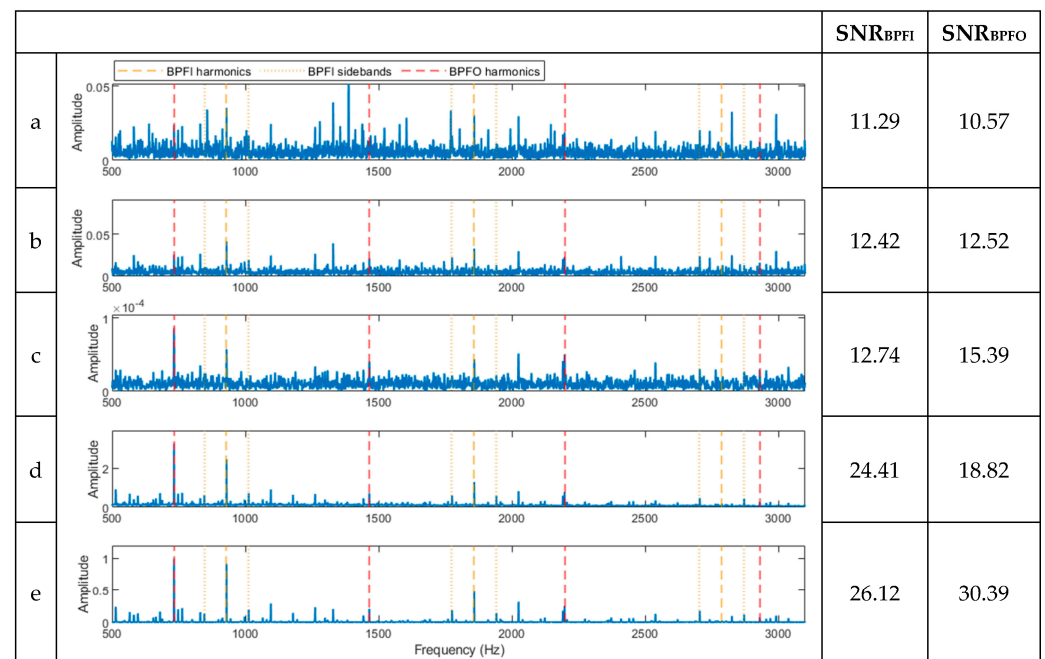 SNRBPFI SNRBPFO
BPFI harmonics BPFI sidebands BPFO harmonics
a
Amplitude
0.05
0
500 1000 1500 2000 2500 3000
11.29 10.57
b
Amplitude
0.05
0
500 1000 1500 2000 2500 3000
12.42 12.52
c
×10-4
Amplitude
1
0
500 1000 1500 2000 2500 3000
12.74 15.39
d
Amplitude
2
0
500 1000 1500 2000 2500 3000
24.41 18.82
e
Amplitude
1
0.5
0
500 1000 1500 2000 2500 3000
Frequency (Hz)
26.12 30.39